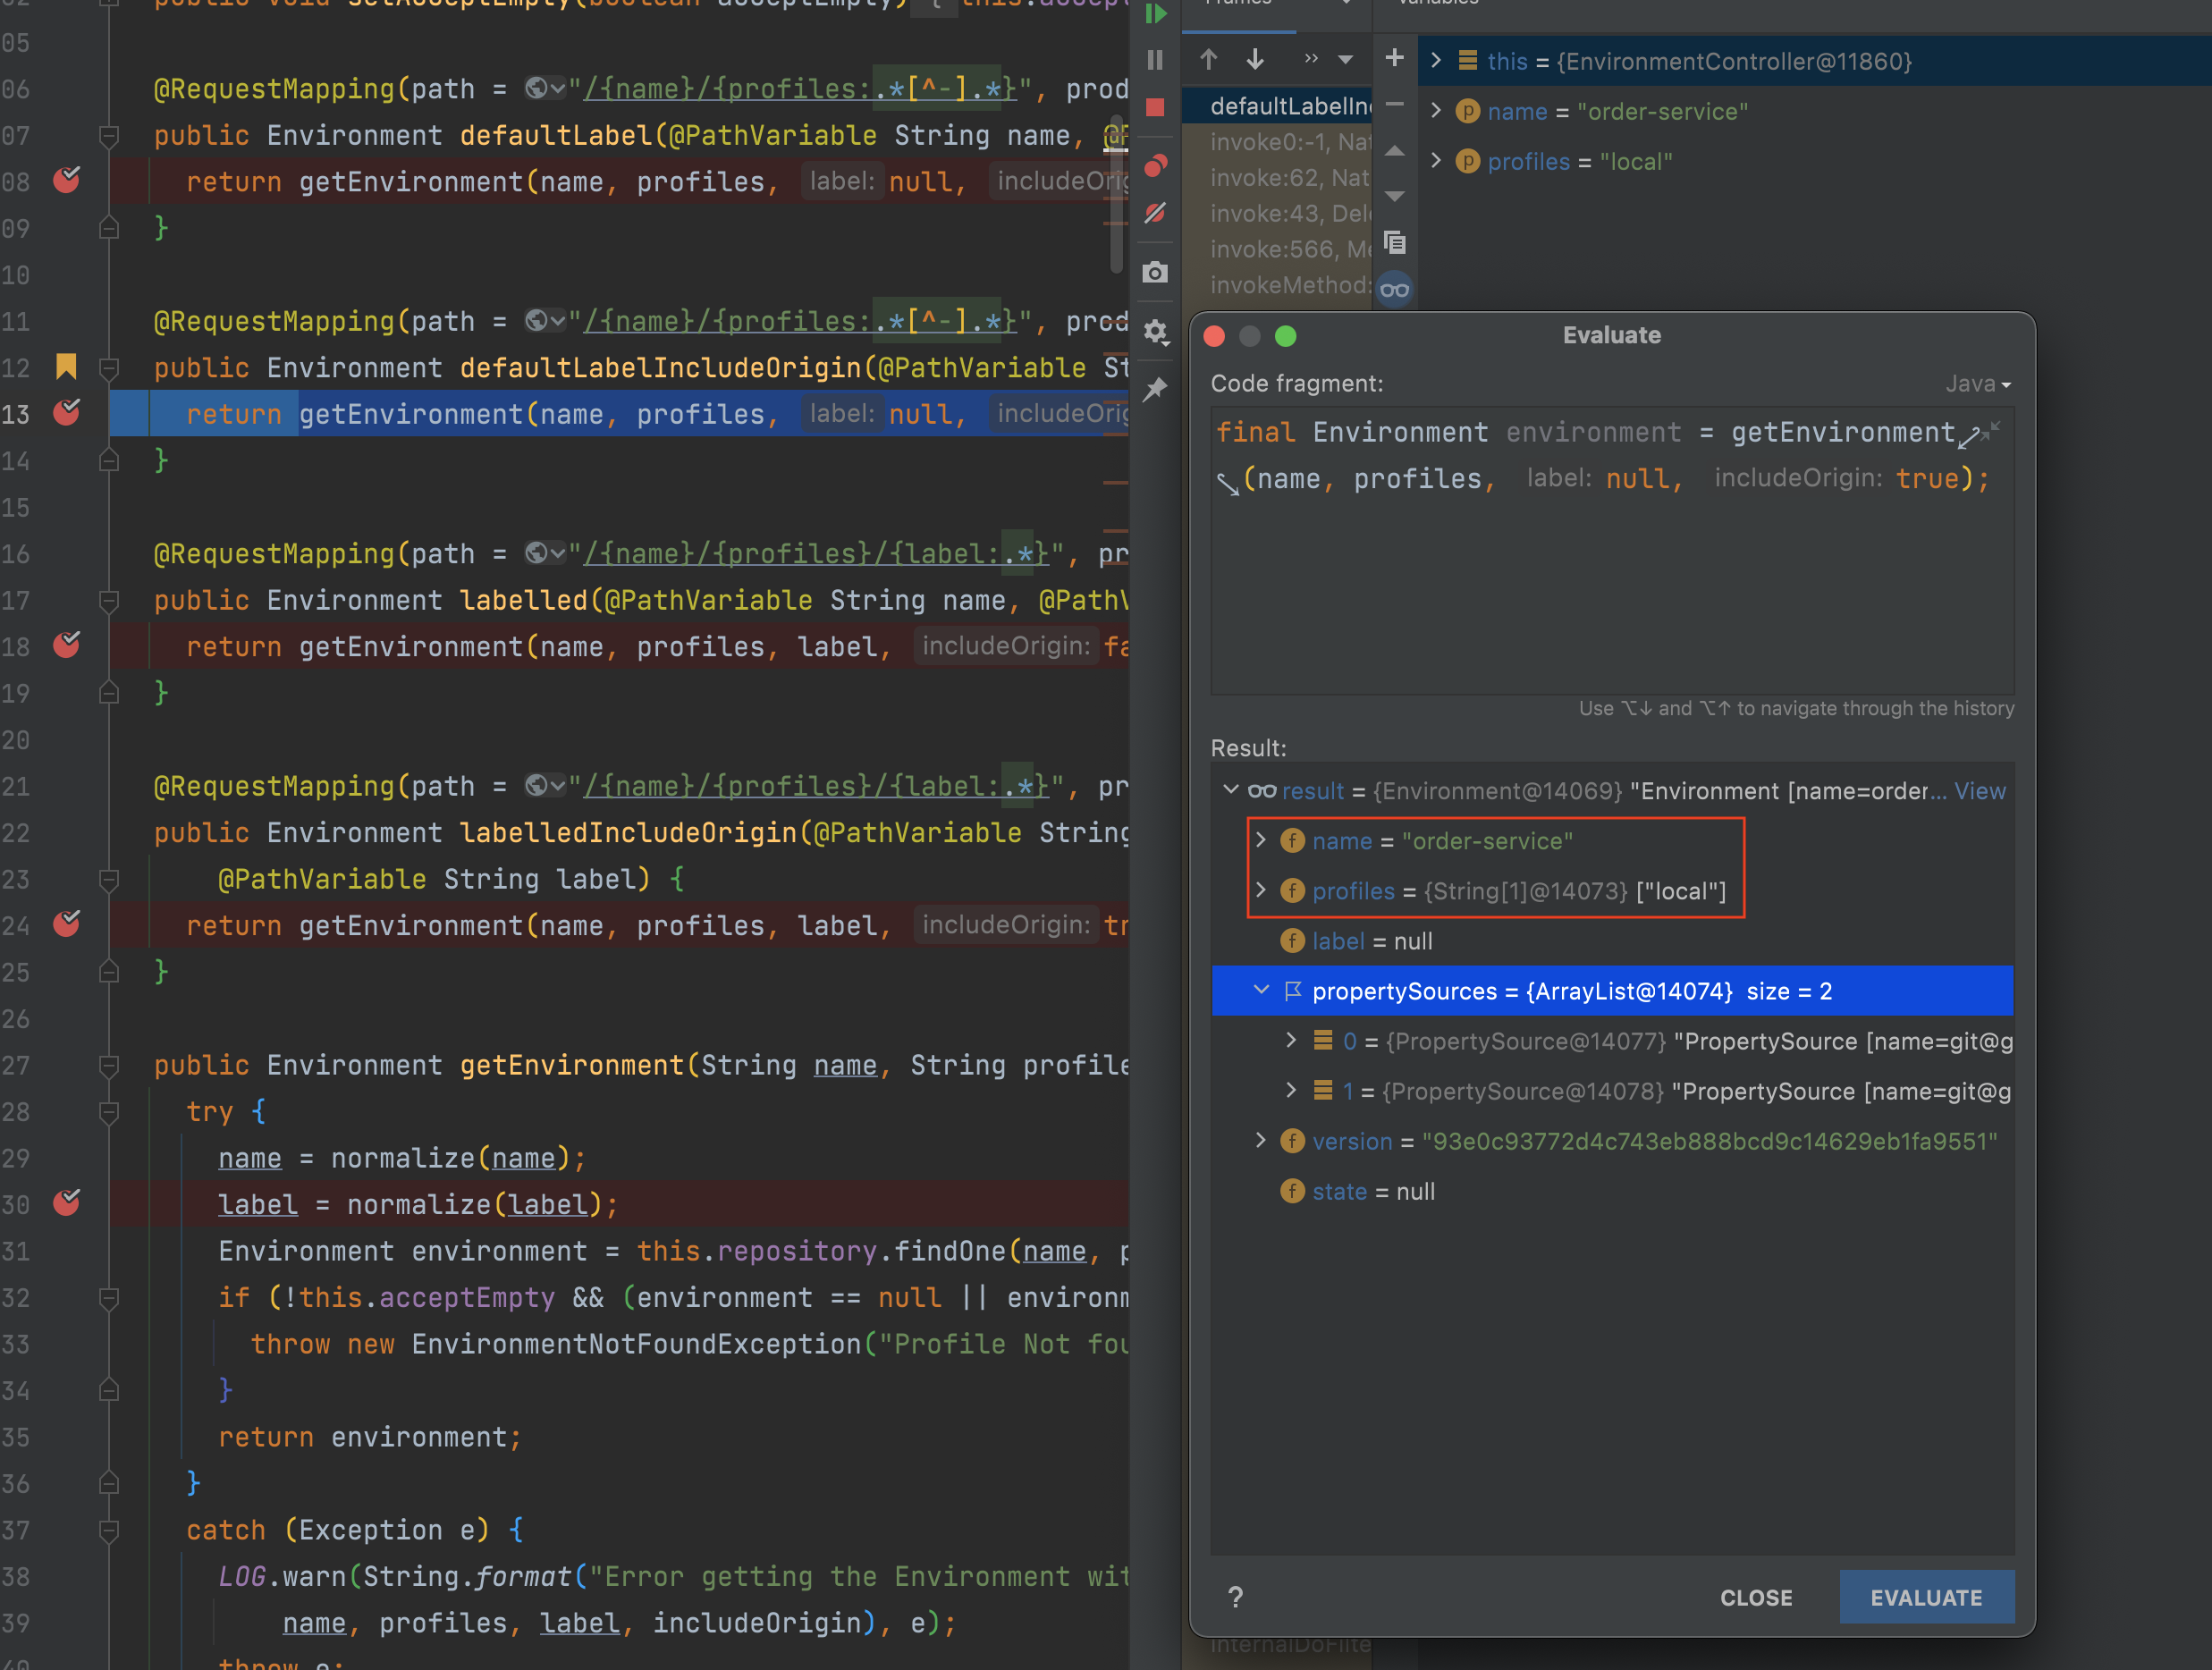 02 public void setAcceptEmpty(boolean acceptEmpty) { this.accept
05
06 @RequestMapping(path = "/{name}/{profiles:.*[^-].*}", prod
07 public Environment defaultLabel(@PathVariable String name, @P
08 return getEnvironment(name, profiles, label: null, includeOrig
09 }
10
11 @RequestMapping(path = "/{name}/{profiles:.*[^-].*}", prod
12 public Environment defaultLabelIncludeOrigin(@PathVariable St
13 return getEnvironment(name, profiles, label: null, includeOrig
14 }
15
16 @RequestMapping(path = "/{name}/{profiles}/{label:.*}", pr
17 public Environment labelled(@PathVariable String name, @PathV
18 return getEnvironment(name, profiles, label, includeOrigin: fa
19 }
20
21 @RequestMapping(path = "/{name}/{profiles}/{label:.*}", pr
22 public Environment labelledIncludeOrigin(@PathVariable String
23 @PathVariable String label) {
24 return getEnvironment(name, profiles, label, includeOrigin: tr
25 }
26
27 public Environment getEnvironment(String name, String profile
28 try {
29 name = normalize(name);
30 label = normalize(label);
31 Environment environment = this.repository.findOne(name, p
32 if (!this.acceptEmpty && (environment == null || environm
33 throw new EnvironmentNotFoundException("Profile Not fou
34 }
35 return environment;
36 }
37 catch (Exception e) {
38 LOG.warn(String.format("Error getting the Environment wit
39 name, profiles, label, includeOrigin), e);
40 throw e;
Frames
Variables
defaultLabelInc
invoke0:-1, Nat
invoke:62, Nat
invoke:43, Dele
invoke:566, Me
invokeMethod:
this = {EnvironmentController@11860}
name = "order-service"
profiles = "local"
Evaluate
Code fragment:
Java
final Environment environment = getEnvironment
(name, profiles, label: null, includeOrigin: true);
Use ⌥↓ and ⌥↑ to navigate through the history
Result:
result = {Environment@14069} "Environment [name=order... View
name = "order-service"
profiles = {String[1]@14073} ["local"]
label = null
propertySources = {ArrayList@14074} size = 2
0 = {PropertySource@14077} "PropertySource [name=git@g
1 = {PropertySource@14078} "PropertySource [name=git@g
version = "93e0c93772d4c743eb888bcd9c14629eb1fa9551"
state = null
?
CLOSE
EVALUATE
internalDoFilte